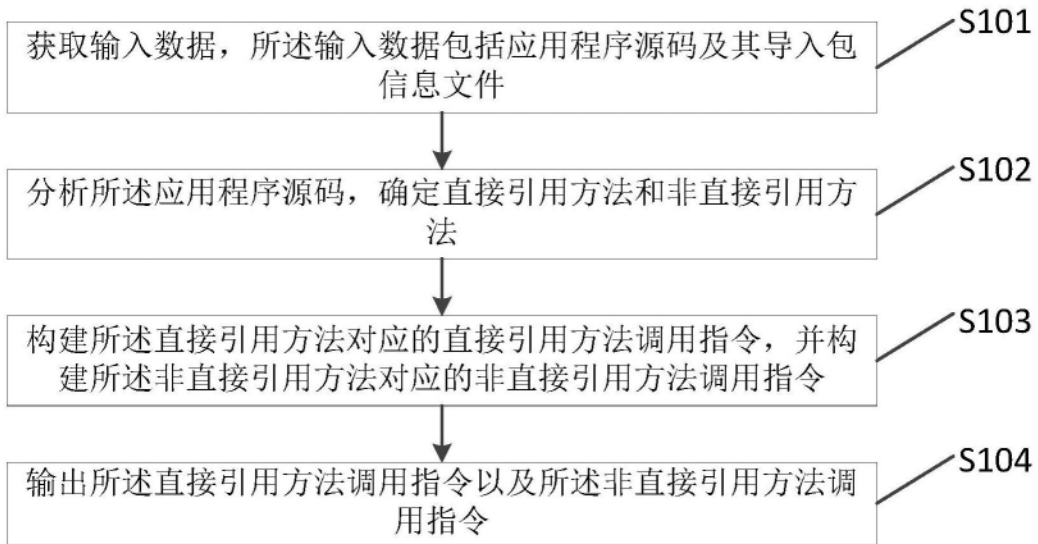 获取输入数据，所述输入数据包括应用程序源码及其导入包
信息文件
S101
分析所述应用程序源码，确定直接引用方法和非直接引用方
法
S102
构建所述直接引用方法对应的直接引用方法调用指令，并构
建所述非直接引用方法对应的非直接引用方法调用指令
S103
输出所述直接引用方法调用指令以及所述非直接引用方法调
用指令
S104